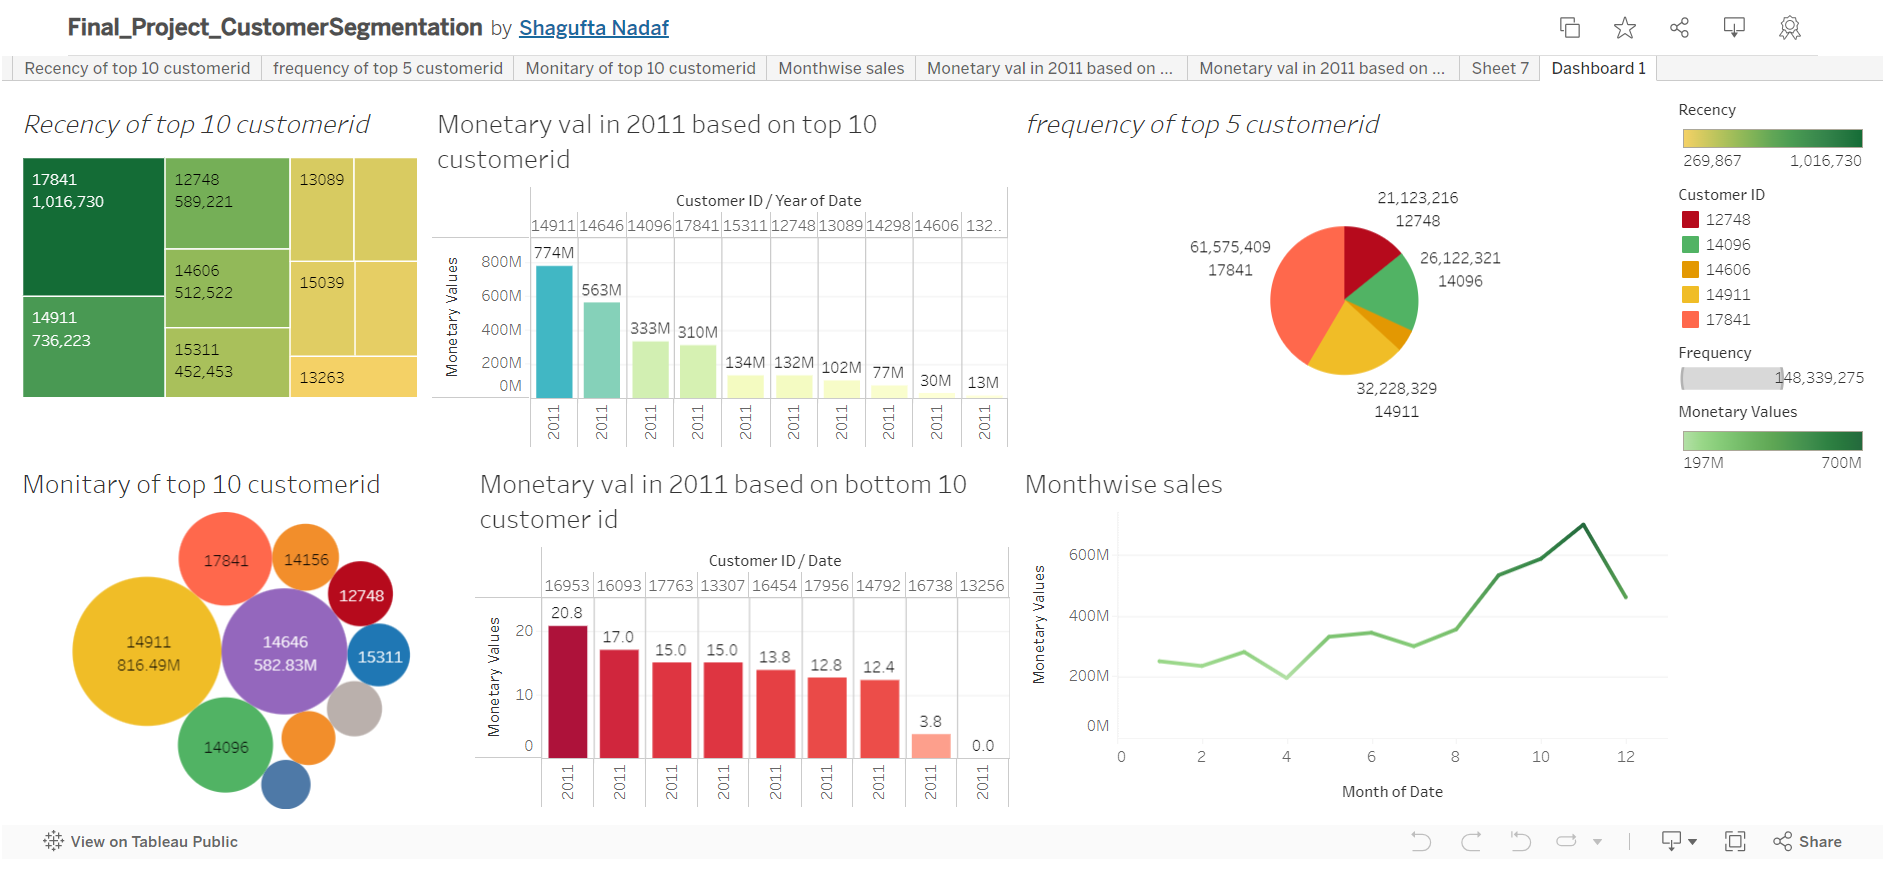 Final_Project_CustomerSegmentation by Shagufta Nadaf
Recency of top 10 customerid
frequency of top 5 customerid
Monitary of top 10 customerid
Monthwise sales
Monetary val in 2011 based on ...
Monetary val in 2011 based on ...
Sheet 7
Dashboard 1
Recency of top 10 customerid
17841
1,016,730
14911
736,223
12748
589,221
14606
512,522
15311
452,453
13089
15039
13263
Monetary val in 2011 based on top 10
customerid
Customer ID / Year of Date
14911 14646 14096 17841 15311 12748 13089 14298 14606 132..
Monetary Values
800M
600M
400M
200M
0M
774M
563M
333M
310M
134M
132M
102M
77M
30M
13M
2011 2011 2011 2011 2011 2011 2011 2011 2011 2011
frequency of top 5 customerid
21,123,216
12748
26,122,321
14096
32,228,329
14911
61,575,409
17841
Recency
269,867 1,016,730
Customer ID
12748
14096
14606
14911
17841
Frequency
148,339,275
Monetary Values
197M 700M
Monitary of top 10 customerid
17841
14156
12748
14911
816.49M
14646
582.83M
15311
14096
Monetary val in 2011 based on bottom 10
customer id
Customer ID / Date
16953 16093 17763 13307 16454 17956 14792 16738 13256
Monetary Values
20
10
0
20.8
17.0
15.0
15.0
13.8
12.8
12.4
3.8
0.0
2011 2011 2011 2011 2011 2011 2011 2011 2011
Monthwise sales
Monetary Values
600M
400M
200M
0M
0 2 4 6 8 10 12
Month of Date
View on Tableau Public
Share